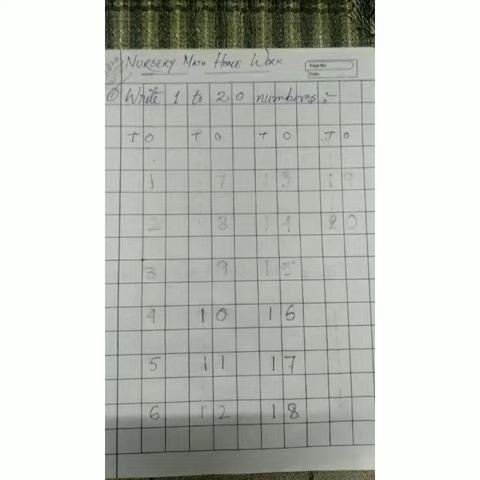 NURSERY MATH HOME WORK
Page No.
Date
① Write 1 to 20 numbers :-
T O T O T O T O
1 7 13 19
2 8 14 20
3 9 15
4 10 16
5 11 17
6 12 18